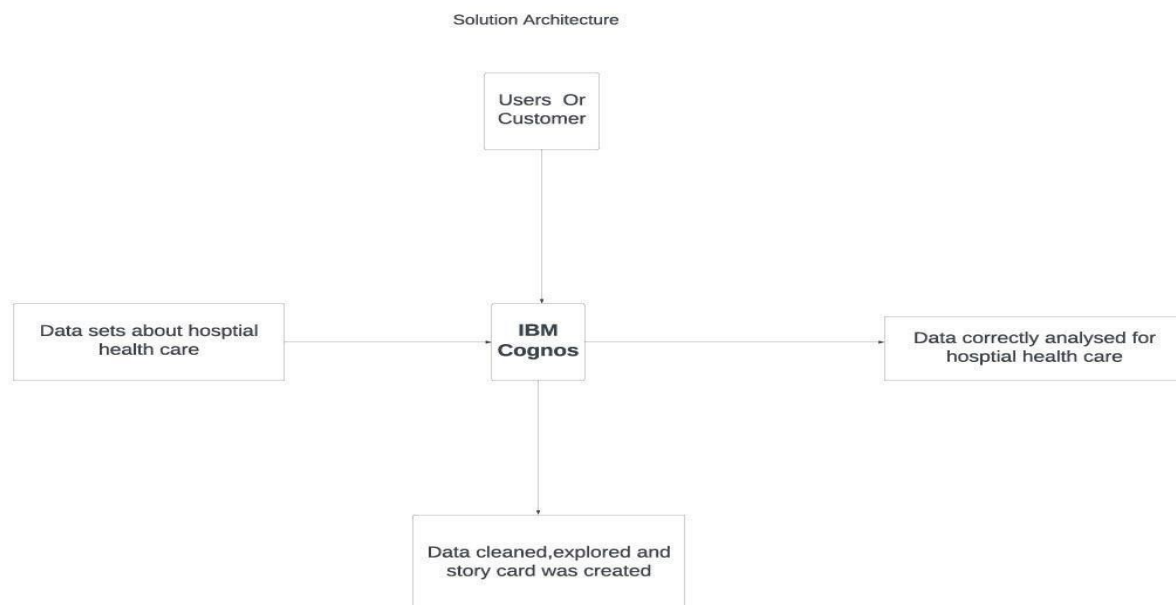 Solution Architecture
Users Or
Customer
Data sets about hosptial
health care
IBM
Cognos
Data correctly analysed for
hosptial health care
Data cleaned,explored and
story card was created